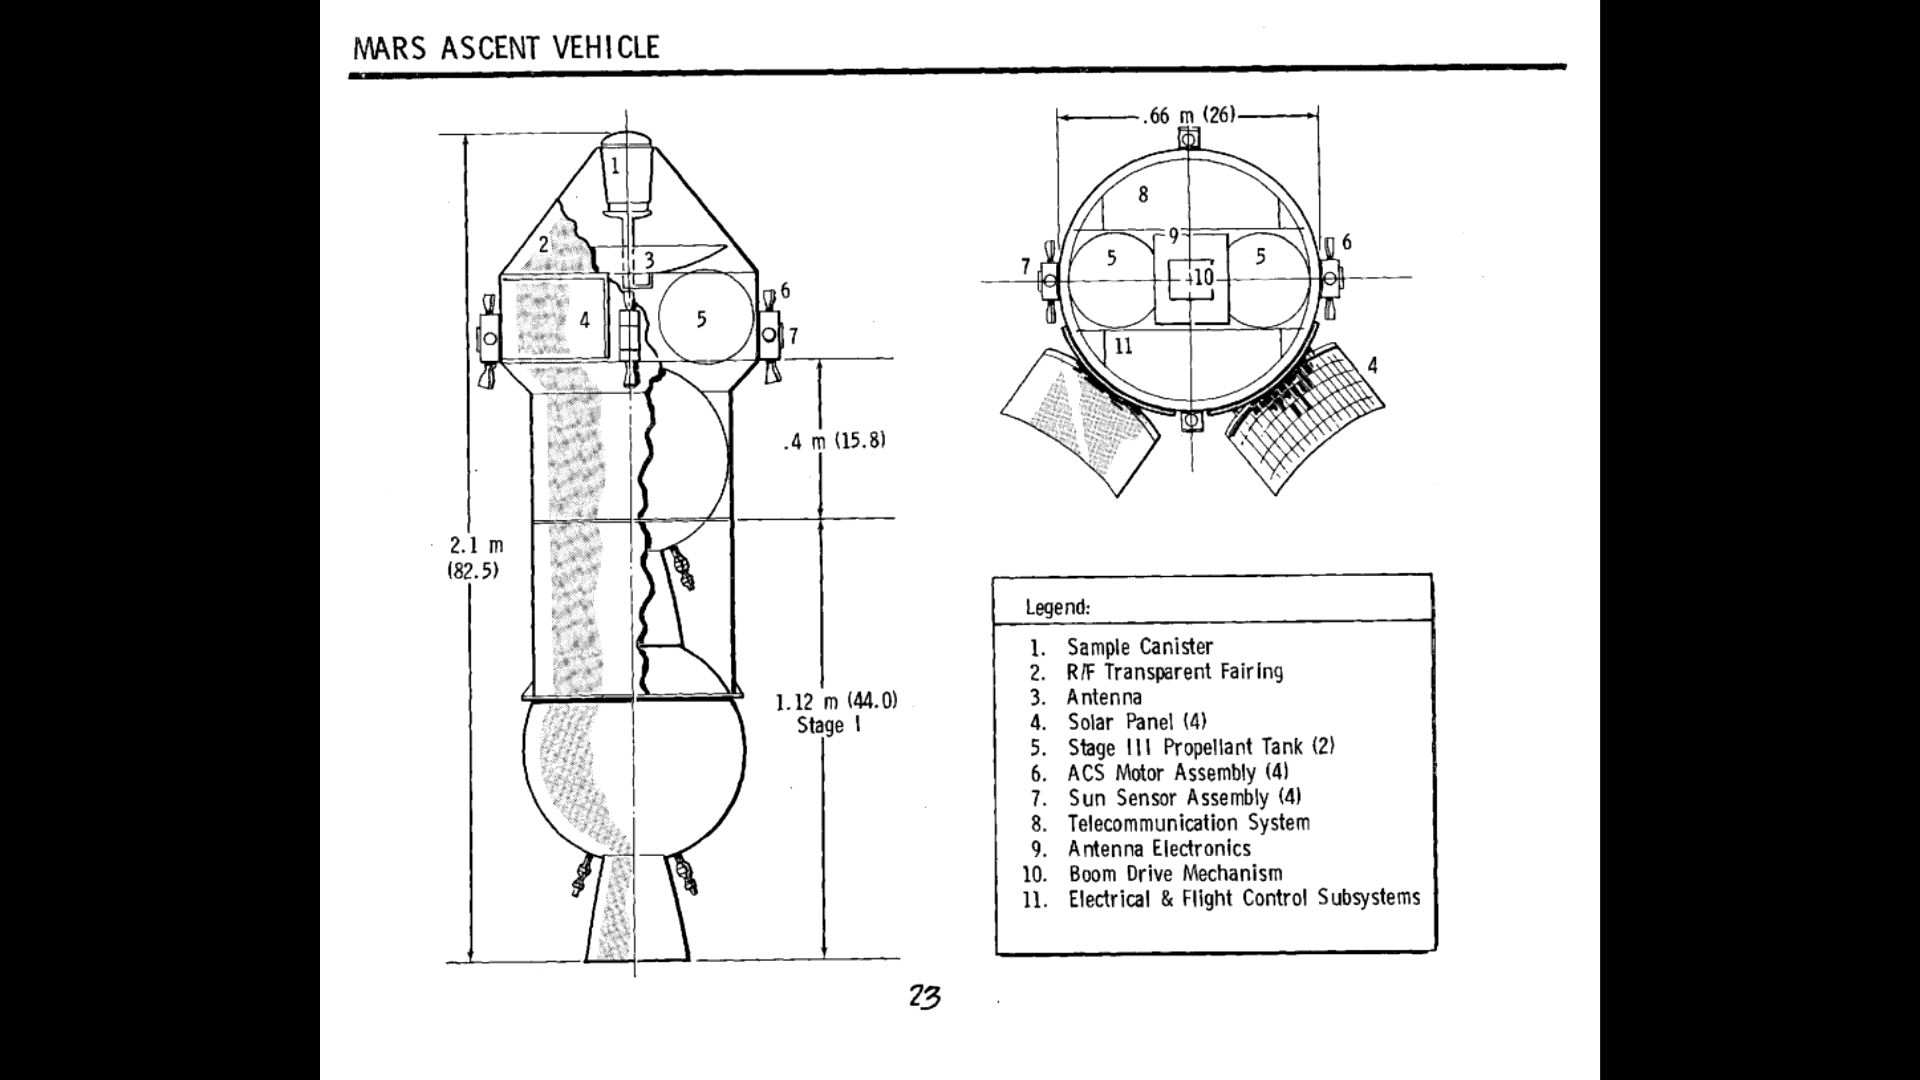 MARS ASCENT VEHICLE
1
2
3
4
5
6
7
.4 m (15.8)
2.1 m
(82.5)
1.12 m (44.0)
Stage I
.66 m (26)
8
9
5
5
10
7
6
11
4
Legend:
1. Sample Canister
2. R/F Transparent Fairing
3. Antenna
4. Solar Panel (4)
5. Stage III Propellant Tank (2)
6. ACS Motor Assembly (4)
7. Sun Sensor Assembly (4)
8. Telecommunication System
9. Antenna Electronics
10. Boom Drive Mechanism
11. Electrical & Flight Control Subsystems
23